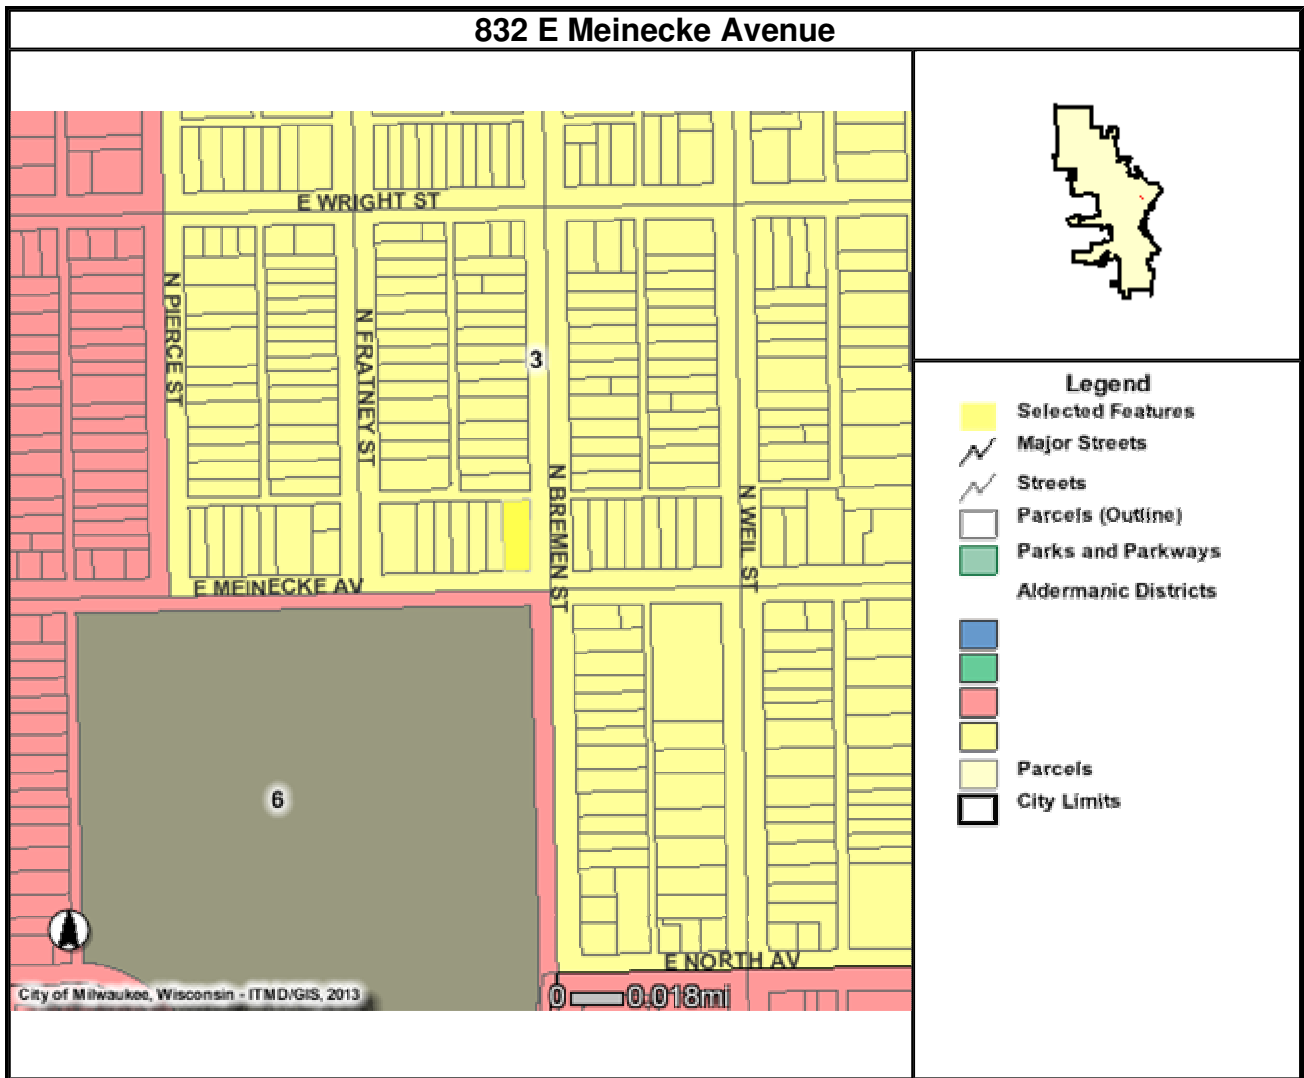 832 E Meinecke Avenue
E WRIGHT ST
N PIERCE ST
N FRATNEY ST
3
N BREMEN ST
N WEIL ST
E MEINECKE AV
6
E NORTH AV
City of Milwaukee, Wisconsin - ITMD/GIS, 2013
0 0.018mi
Legend
Selected Features
Major Streets
Streets
Parcels (Outline)
Parks and Parkways
Aldermanic Districts
Parcels
City Limits